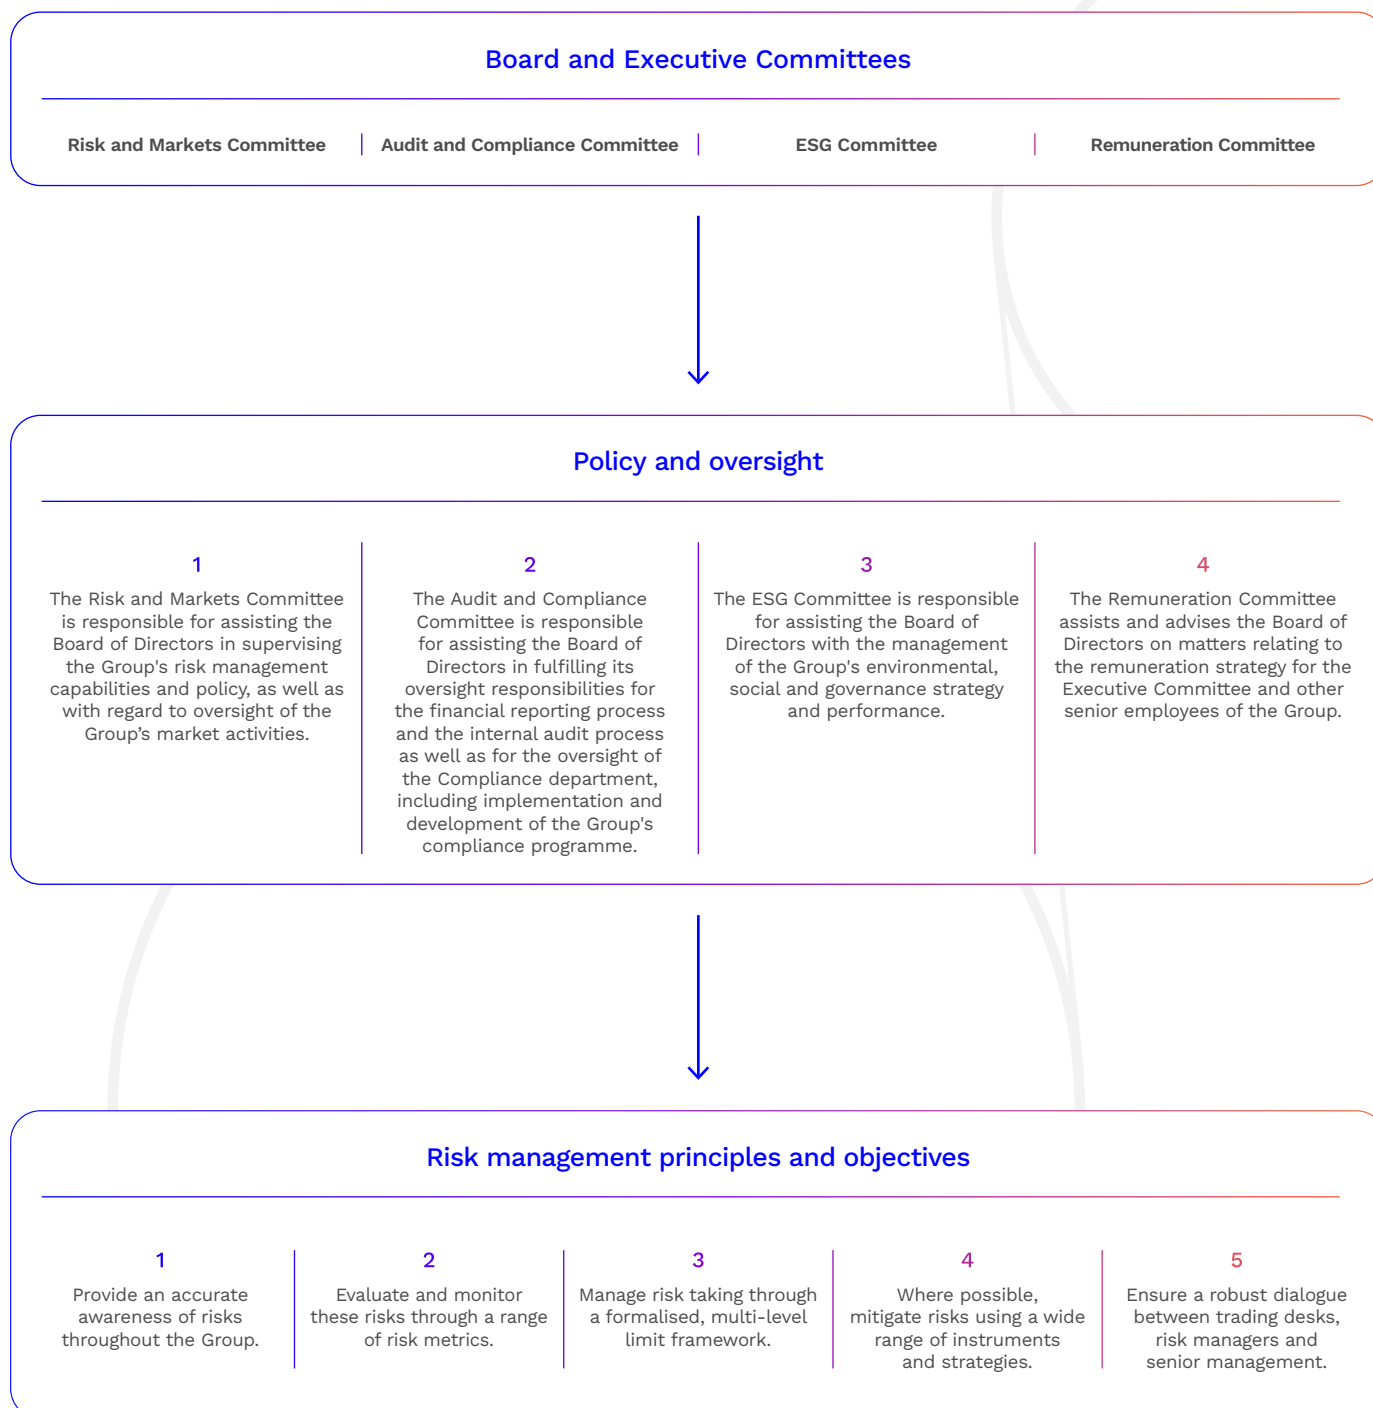 Board and Executive Committees
Risk and Markets Committee
Audit and Compliance Committee
ESG Committee
Remuneration Committee
Policy and oversight
1
The Risk and Markets Committee
is responsible for assisting the
Board of Directors in supervising
the Group's risk management
capabilities and policy, as well as
with regard to oversight of the
Group’s market activities.
2
The Audit and Compliance
Committee is responsible
for assisting the Board of
Directors in fulfilling its
oversight responsibilities for
the financial reporting process
and the internal audit process
as well as for the oversight of
the Compliance department,
including implementation and
development of the Group's
compliance programme.
3
The ESG Committee is responsible
for assisting the Board of
Directors with the management
of the Group's environmental,
social and governance strategy
and performance.
4
The Remuneration Committee
assists and advises the Board of
Directors on matters relating to
the remuneration strategy for the
Executive Committee and other
senior employees of the Group.
Risk management principles and objectives
1
Provide an accurate
awareness of risks
throughout the Group.
2
Evaluate and monitor
these risks through a range
of risk metrics.
3
Manage risk taking through
a formalised, multi-level
limit framework.
4
Where possible,
mitigate risks using a wide
range of instruments
and strategies.
5
Ensure a robust dialogue
between trading desks,
risk managers and
senior management.